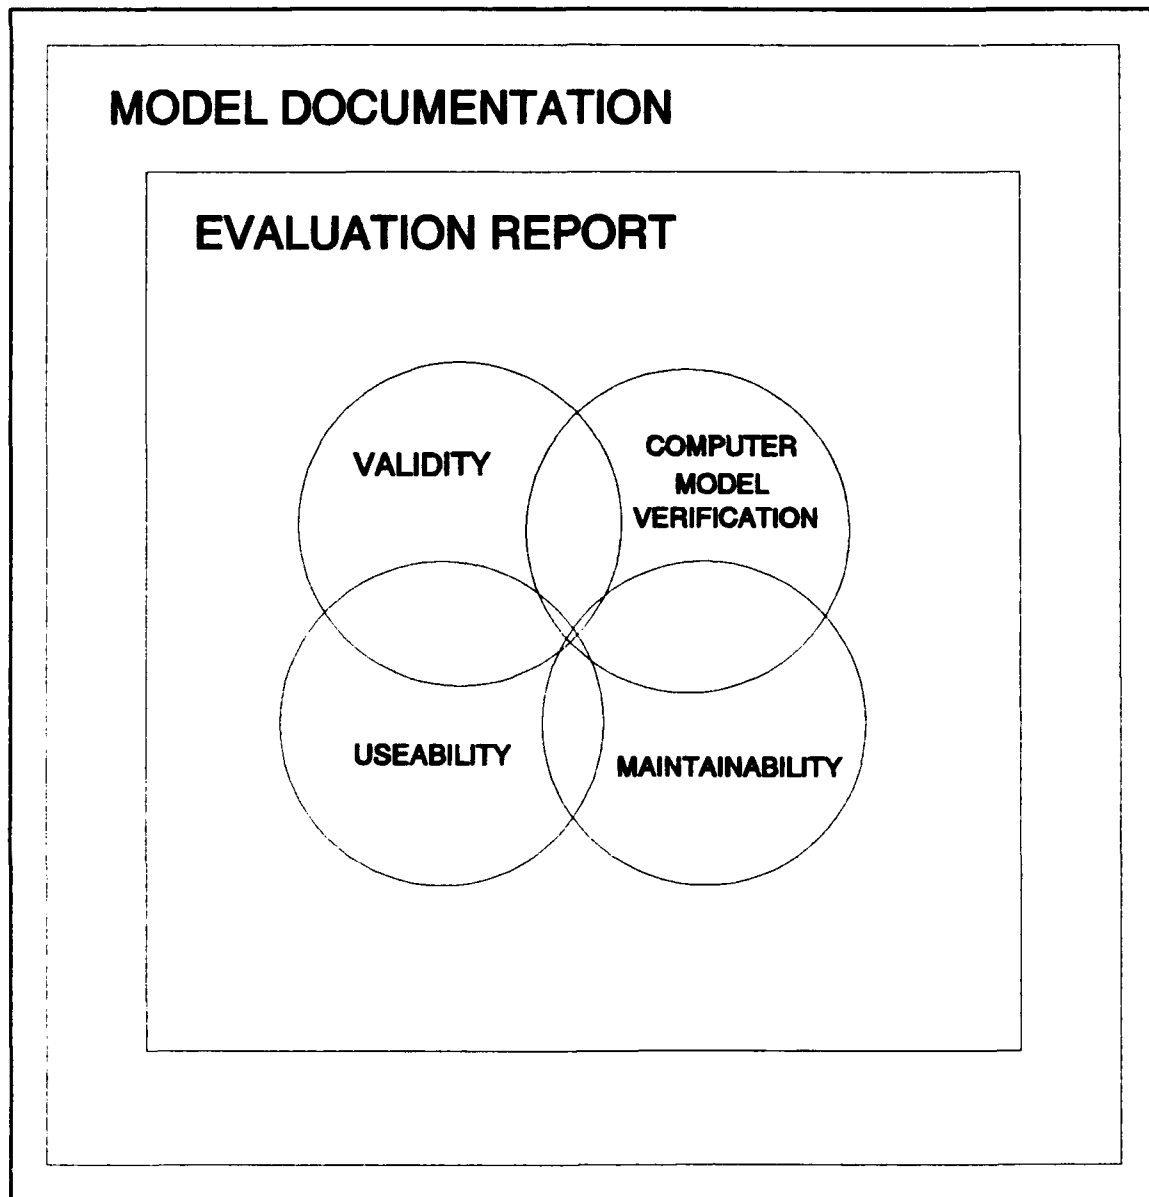 MODEL DOCUMENTATION
EVALUATION REPORT
VALIDITY
COMPUTER
MODEL
VERIFICATION
USEABILITY
MAINTAINABILITY